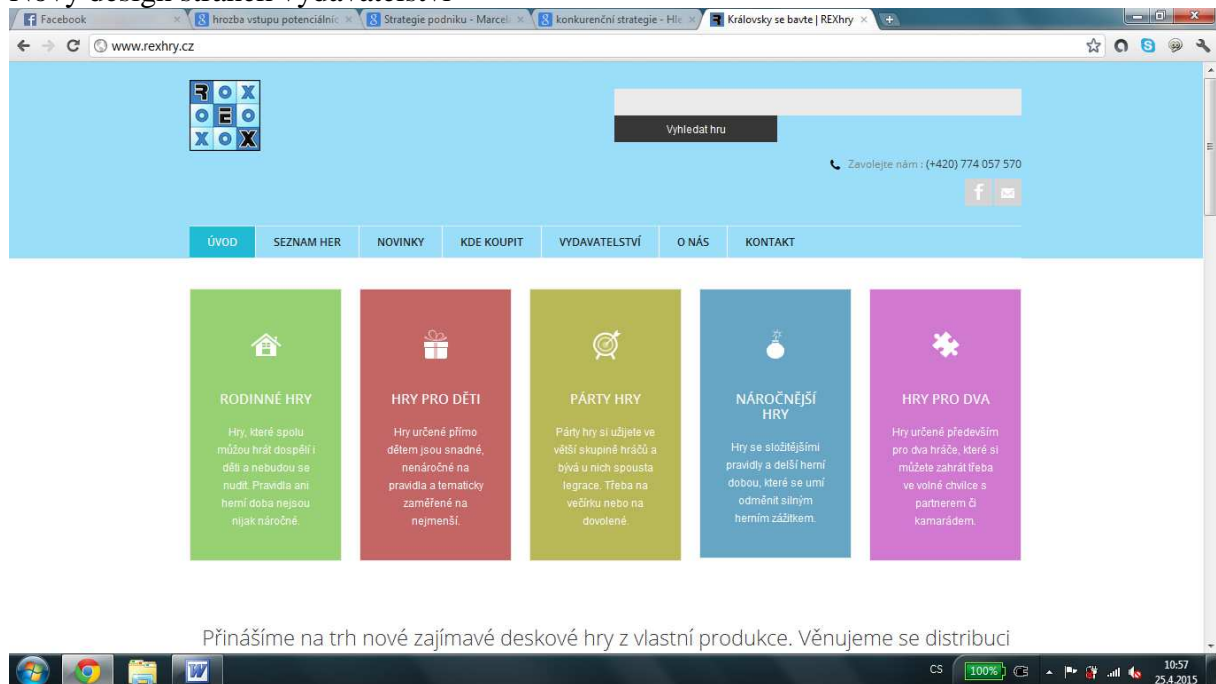 Nový design stránek vydavatelství
Facebook
hrozba vstupu potenciálníc
Strategie podniku - Marcel
konkurenční strategie - Hle
Královsky se bavte | REXhry
www.rexhry.cz
R O X
O E O
X O X
Vyhledat hru
Zavolejte nám : (+420) 774 057 570
ÚVOD
SEZNAM HER
NOVINKY
KDE KOUPIT
VYDAVATELSTVÍ
O NÁS
KONTAKT
RODINNÉ HRY
Hry, které spolu
můžou hrát dospělí i
děti a nebudou se
nudit. Pravidla ani
herní doba nejsou
nijak náročné.
HRY PRO DĚTI
Hry určené přímo
dětem jsou snadné,
nenáročné na
pravidla a tematicky
zaměřené na
nejmenší.
PÁRTY HRY
Párty hry si užijete ve
větší skupině hráčů a
bývá u nich spousta
legrace. Třeba na
večírku nebo na
dovolené.
NÁROČNĚJŠÍ
HRY
Hry se složitějšími
pravidly a delší herní
dobou, které se umí
odměnit silným
herním zážitkem.
HRY PRO DVA
Hry určené především
pro dva hráče, které si
můžete zahrát třeba
ve volné chvilce s
partnerem či
kamarádem.
Přinášíme na trh nové zajímavé deskové hry z vlastní produkce. Věnujeme se distribuci
CS
100%
10:57
25.4.2015